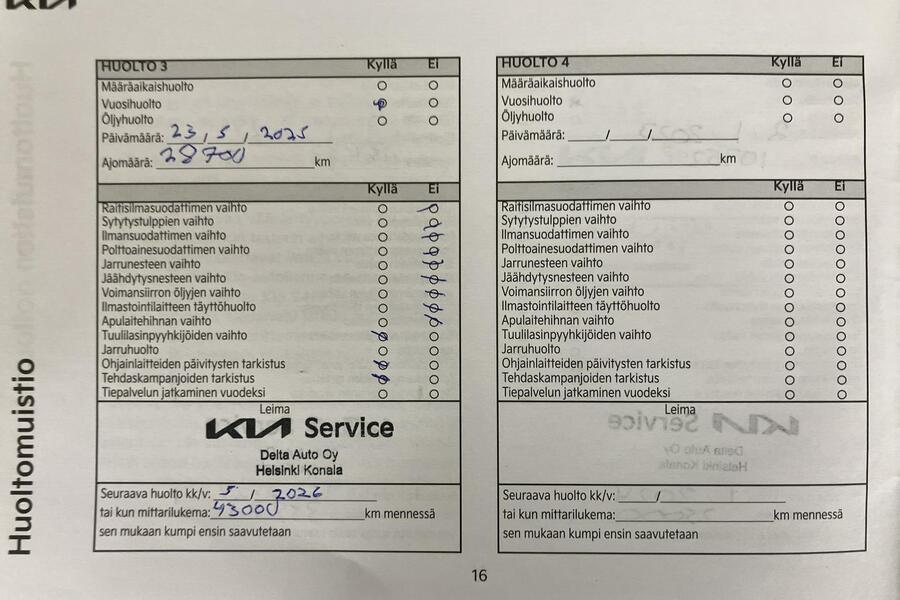 KIA
Huoltomuistio
HUOLTO 3 Kyllä Ei
Määräaikaishuolto
Vuosihuolto
Öljyhuolto
Päivämäärä: 23 / 5 / 2025
Ajomäärä: 28700 km
Kyllä Ei
Raitisilmasuodattimen vaihto
Sytytystulppien vaihto
Ilmansuodattimen vaihto
Polttoainesuodattimen vaihto
Jarrunesteen vaihto
Jäähdytysnesteen vaihto
Voimansiirron öljyjen vaihto
Ilmastointilaitteen täyttöhuolto
Apulaitehihnan vaihto
Tuulilasinpyyhkijöiden vaihto
Jarruhuolto
Ohjainlaitteiden päivitysten tarkistus
Tehdaskampanjoiden tarkistus
Tiepalvelun jatkaminen vuodeksi
Leima
KIA Service
Delta Auto Oy
Helsinki Konala
Seuraava huolto kk/v: 5 / 2026
tai kun mittarilukema: 43000 km mennessä
sen mukaan kumpi ensin saavutetaan
HUOLTO 4 Kyllä Ei
Määräaikaishuolto
Vuosihuolto
Öljyhuolto
Päivämäärä: / /
Ajomäärä: km
Kyllä Ei
Raitisilmasuodattimen vaihto
Sytytystulppien vaihto
Ilmansuodattimen vaihto
Polttoainesuodattimen vaihto
Jarrunesteen vaihto
Jäähdytysnesteen vaihto
Voimansiirron öljyjen vaihto
Ilmastointilaitteen täyttöhuolto
Apulaitehihnan vaihto
Tuulilasinpyyhkijöiden vaihto
Jarruhuolto
Ohjainlaitteiden päivitysten tarkistus
Tehdaskampanjoiden tarkistus
Tiepalvelun jatkaminen vuodeksi
Leima
Seuraava huolto kk/v: /
tai kun mittarilukema: km mennessä
sen mukaan kumpi ensin saavutetaan
16